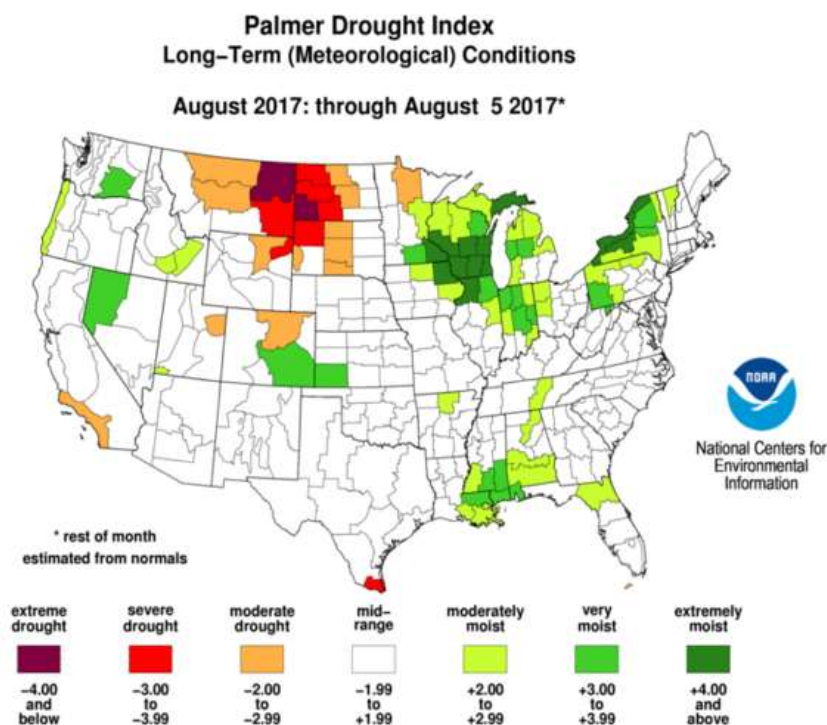 Palmer Drought Index
Long-Term (Meteorological) Conditions
August 2017: through August 5 2017*
NOAA
National Centers for
Environmental
Information
* rest of month
estimated from normals
extreme
drought
-4.00
and
below
severe
drought
-3.00
to
-3.99
moderate
drought
-2.00
to
-2.99
mid-
range
-1.99
to
+1.99
moderately
moist
+2.00
to
+2.99
very
moist
+3.00
to
+3.99
extremely
moist
+4.00
and
above